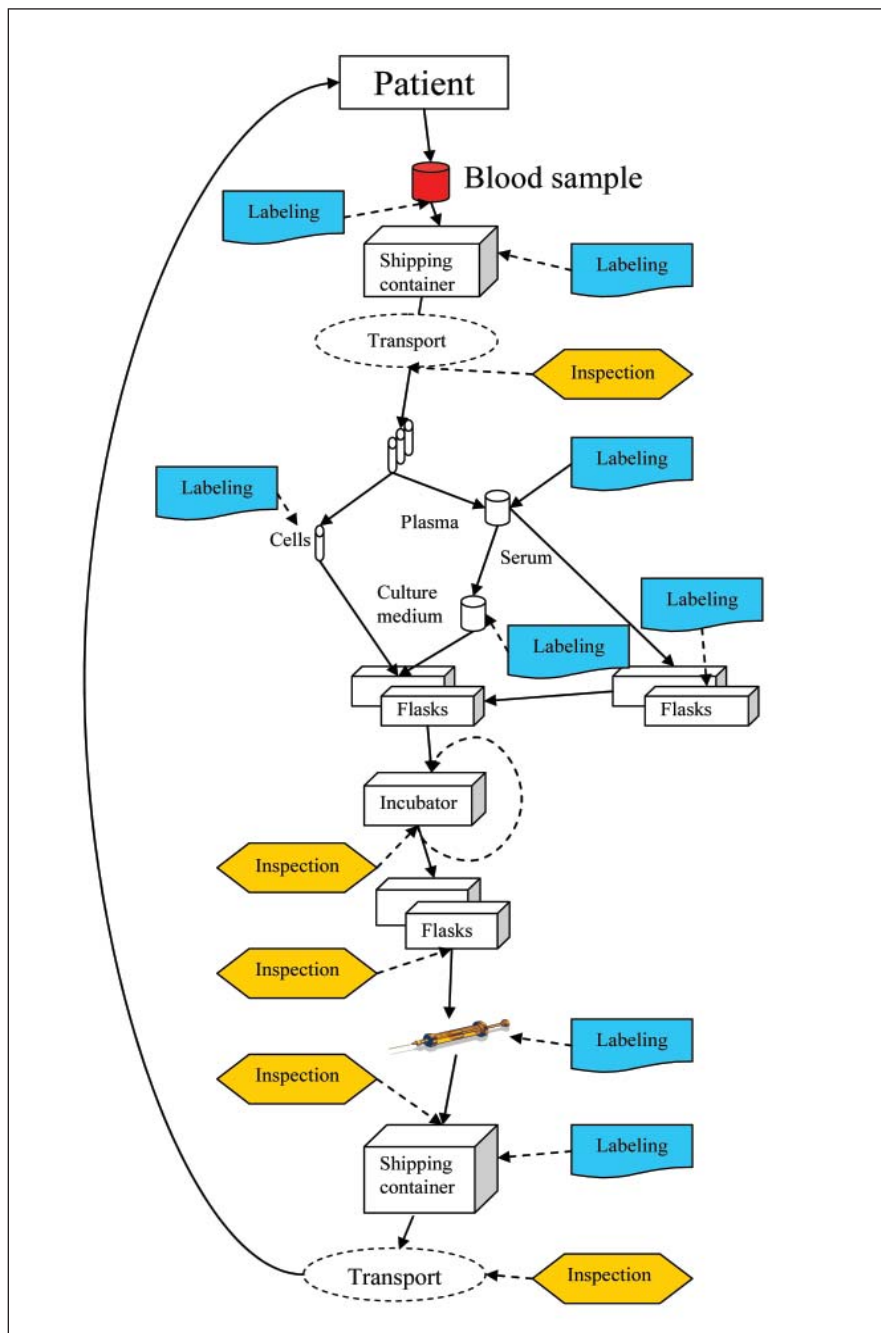 Patient
Blood sample
Labeling
Shipping
container
Labeling
Transport
Inspection
Labeling
Labeling
Plasma
Cells
Serum
Culture
medium
Labeling
Labeling
Flasks
Flasks
Incubator
Inspection
Flasks
Inspection
Labeling
Inspection
Labeling
Shipping
container
Transport
Inspection